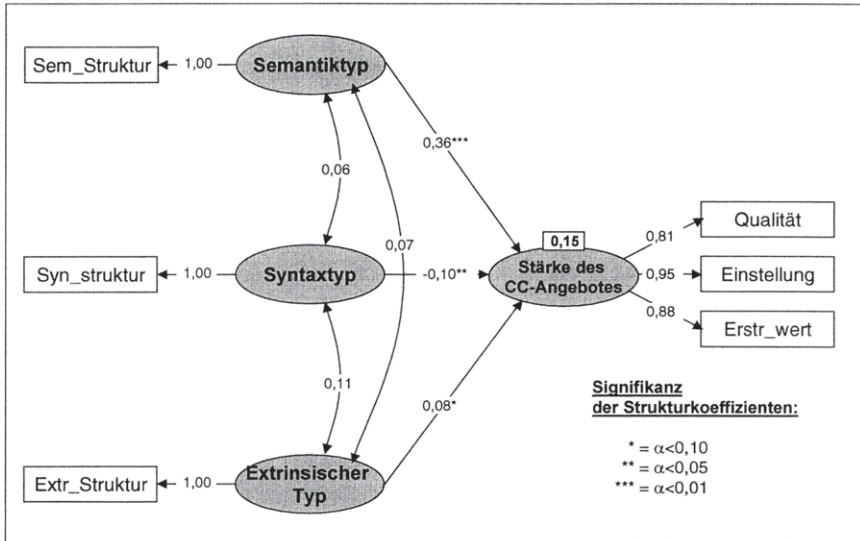 Sem_Struktur
1,00
Semantiktyp
0,36***
0,06
0,07
Syn_struktur
1,00
Syntaxtyp
-0,10**
0,15
Stärke des
CC-Angebotes
0,81
Qualität
0,95
Einstellung
0,88
Erstr_wert
0,11
0,08*
Extr_Struktur
1,00
Extrinsischer
Typ
Signifikanz
der Strukturkoeffizienten:
* = α<0,10
** = α<0,05
*** = α<0,01